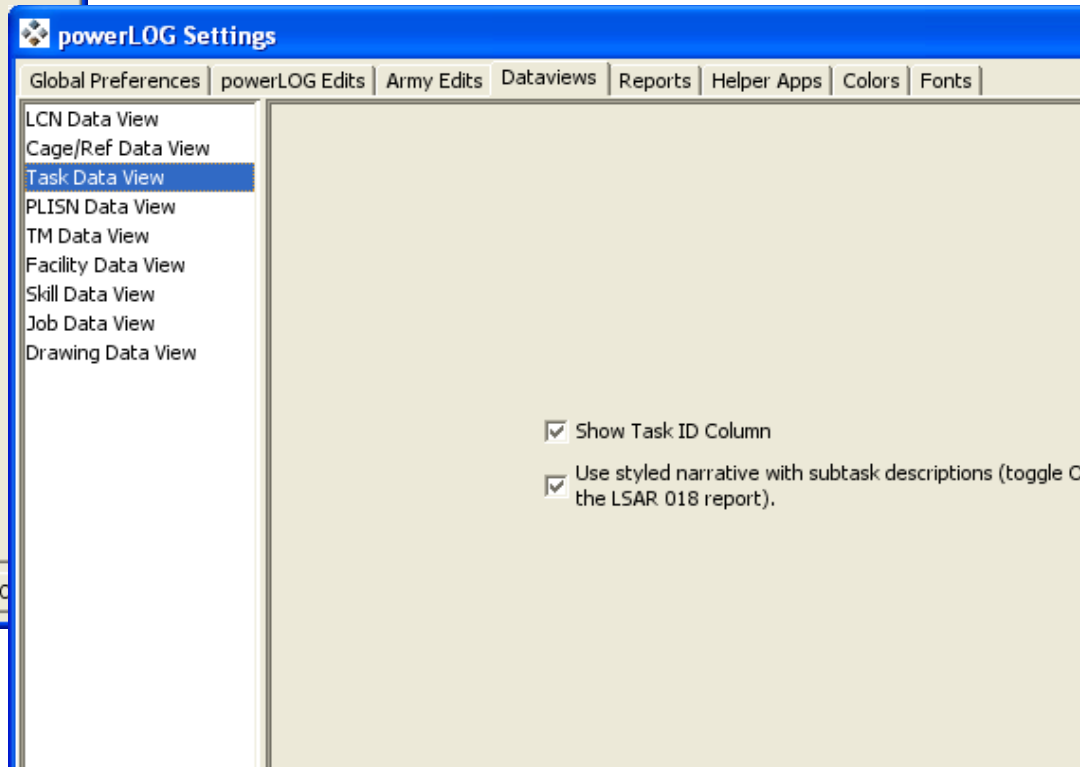 powerLOG Settings
Global Preferences powerLOG Edits Army Edits Dataviews Reports Helper Apps Colors Fonts
LCN Data View
Cage/Ref Data View
Task Data View
PLISN Data View
TM Data View
Facility Data View
Skill Data View
Job Data View
Drawing Data View
Show Task ID Column
Use styled narrative with subtask descriptions (toggle
the LSAR 018 report).